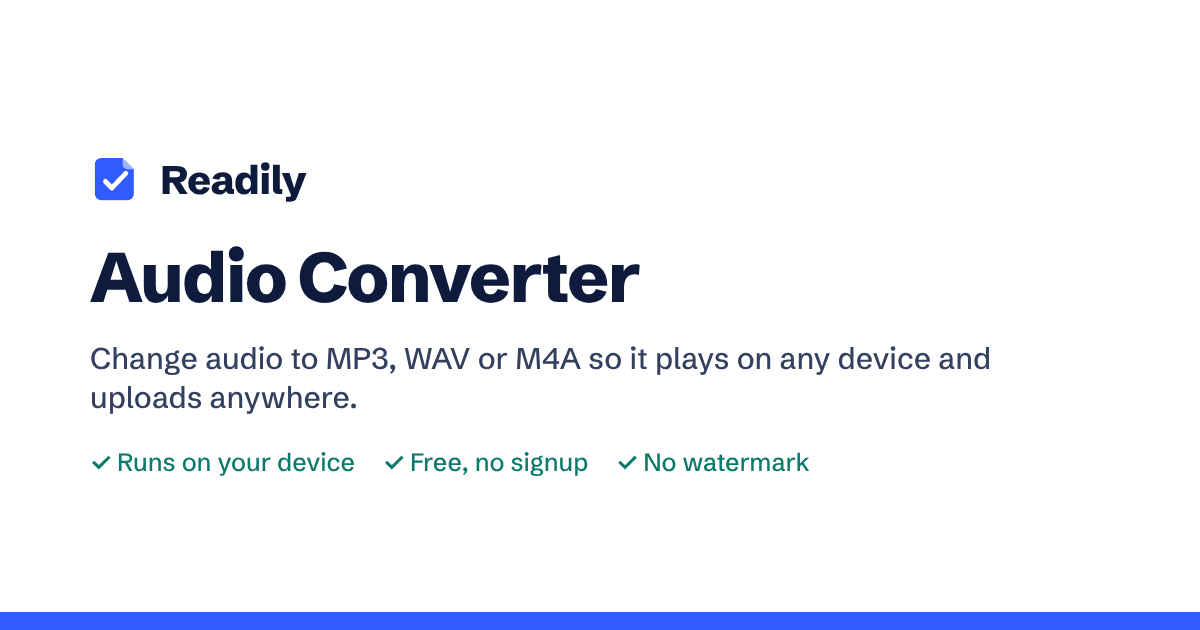 Readily
Audio Converter
Change audio to MP3, WAV or M4A so it plays on any device and
uploads anywhere.
✓ Runs on your device ✓ Free, no signup ✓ No watermark